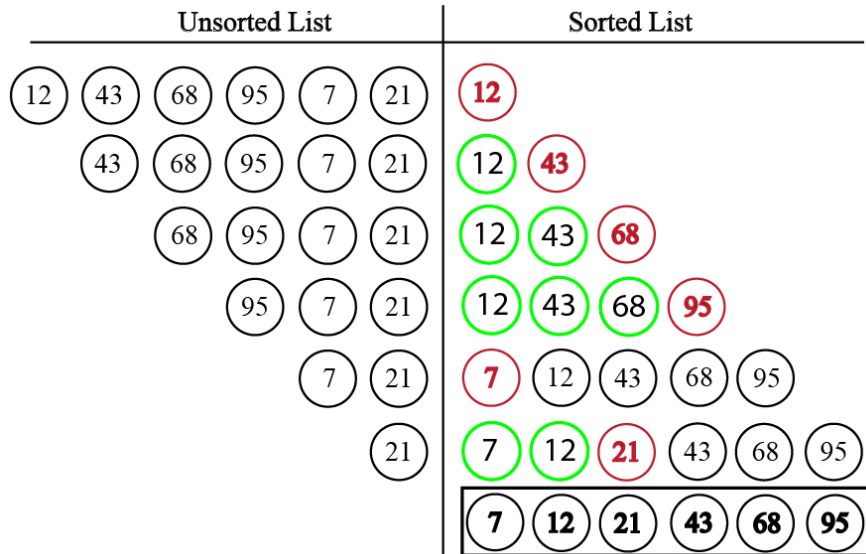 Unsorted List Sorted List
12 43 68 95 7 21 12
43 68 95 7 21 12 43
68 95 7 21 12 43 68
95 7 21 12 43 68 95
7 21 7 12 43 68 95
21 7 12 21 43 68 95
7 12 21 43 68 95